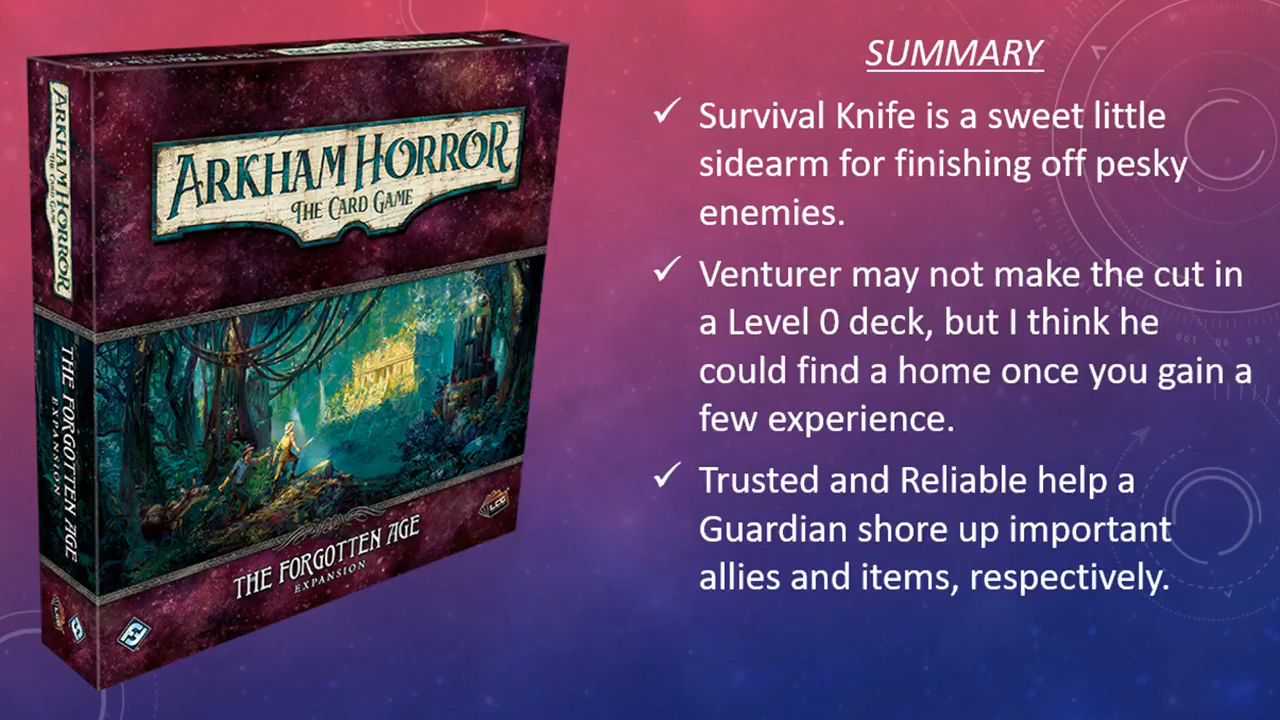 ARKHAM HORROR
THE CARD GAME
ARKHAM HORROR
THE CARD GAME
THE FORGOTTEN AGE
EXPANSION
THE FORGOTTEN AGE
EXPANSION
LCG
SUMMARY
✓ Survival Knife is a sweet little
sidearm for finishing off pesky
enemies.
✓ Venturer may not make the cut in
a Level 0 deck, but I think he
could find a home once you gain a
few experience.
✓ Trusted and Reliable help a
Guardian shore up important
allies and items, respectively.